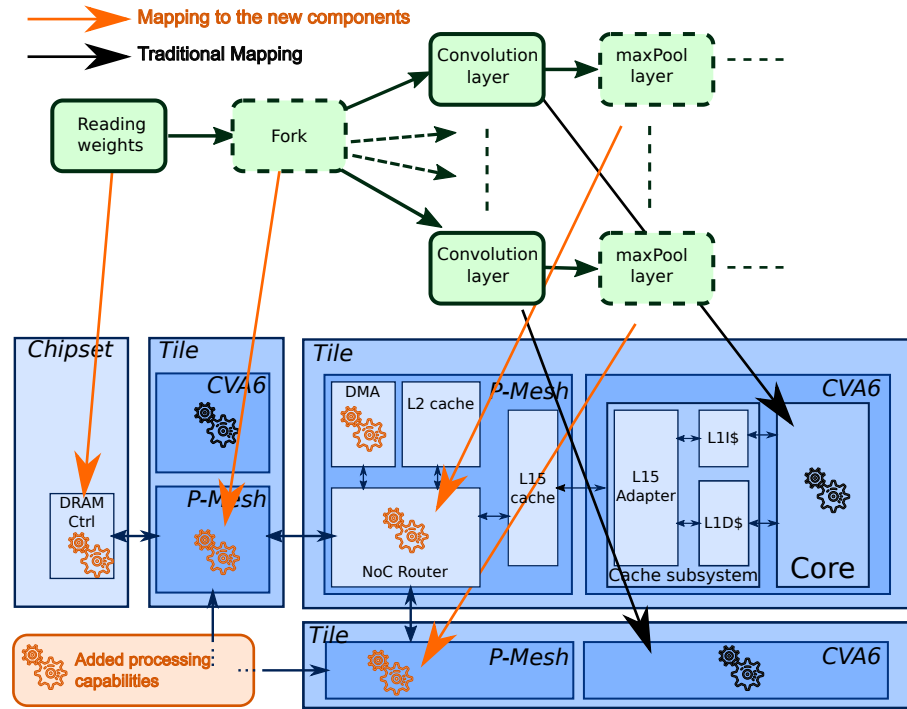 Mapping to the new components
Traditional Mapping
Reading
weights
Fork
Convolution
layer
maxPool
layer
Convolution
layer
maxPool
layer
Chipset
DRAM
Ctrl
Tile
CVA6
P-Mesh
Tile
P-Mesh
DMA
L2 cache
L15
cache
NoC Router
CVA6
L15
Adapter
L1I$
L1D$
Cache subsystem
Core
Added processing
capabilities
Tile
P-Mesh
CVA6